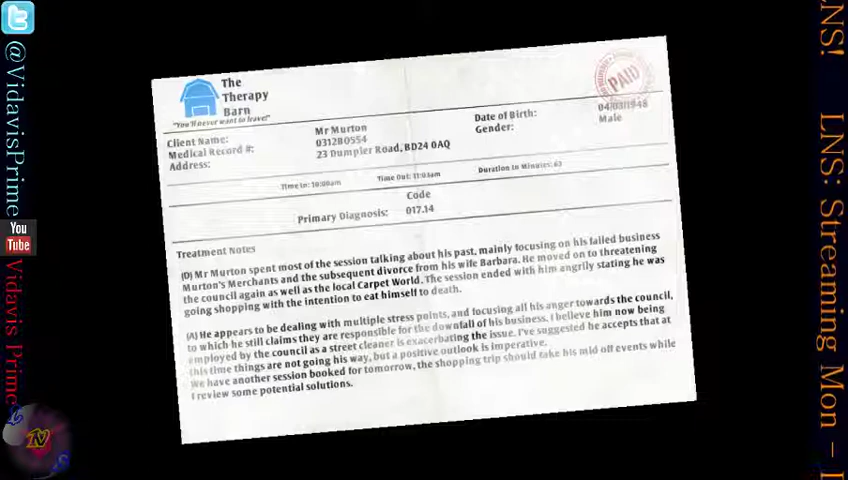 @VidavisPrime
You
Tube
Vidavis Prime
TV
The
Therapy
Barn
"You'll never want to leave!"
PAID
Client Name: Mr Murton
Medical Record #: 0312B0554
Address: 23 Dumpler Road, BD24 0AQ
Date of Birth: 04/03/1948
Gender: Male
Time In: 10:00am Time Out: 11:03am Duration in Minutes: 63
Code
Primary Diagnosis: 017.14
Treatment Notes
(D) Mr Murton spent most of the session talking about his past, mainly focusing on his failed business
Murton's Merchants and the subsequent divorce from his wife Barbara. He moved on to threatening
the council again as well as the local Carpet World. The session ended with him angrily stating he was
going shopping with the intention to eat himself to death.
(A) He appears to be dealing with multiple stress points, and focusing all his anger towards the council,
to which he still claims they are responsible for the downfall of his business. I believe him now being
employed by the council as a street cleaner is exacerbating the issue. I've suggested he accepts that at
this time things are not going his way, but a positive outlook is imperative.
We have another session booked for tomorrow, the shopping trip should take his mid off events while
I review some potential solutions.
LNS!
LNS: Streaming Mon –